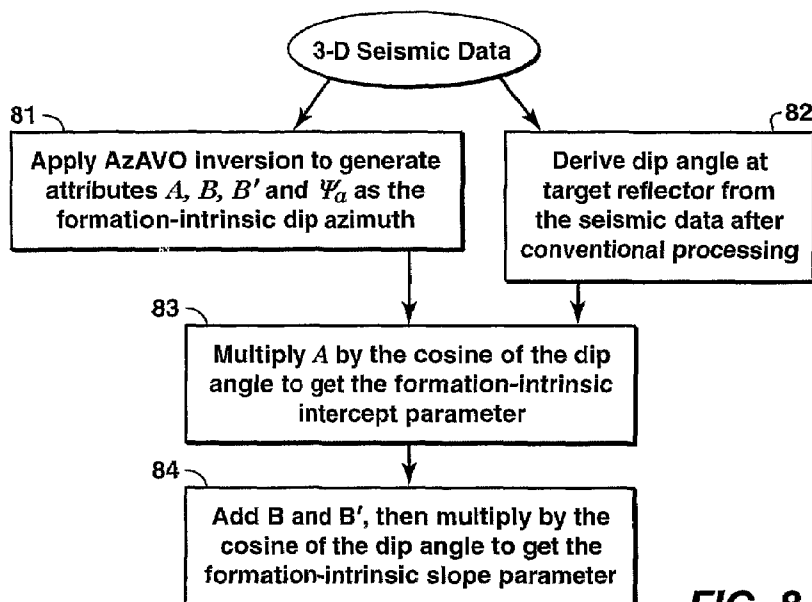 3-D Seismic Data
81
Apply AzAVO inversion to generate
attributes A, B, B′ and Ψa as the
formation-intrinsic dip azimuth
82
Derive dip angle at
target reflector from
the seismic data after
conventional processing
83
Multiply A by the cosine of the dip
angle to get the formation-intrinsic
intercept parameter
84
Add B and B′, then multiply by the
cosine of the dip angle to get the
formation-intrinsic slope parameter
FIG. 8